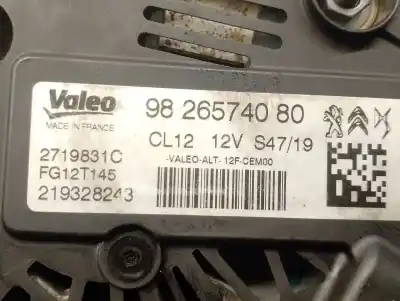 Valeo
MADE IN FRANCE
98 265740 80
CL12 12V S47/19
-VALEO-ALT- 12F-CEM00
2719831C
FG12T145
219328243